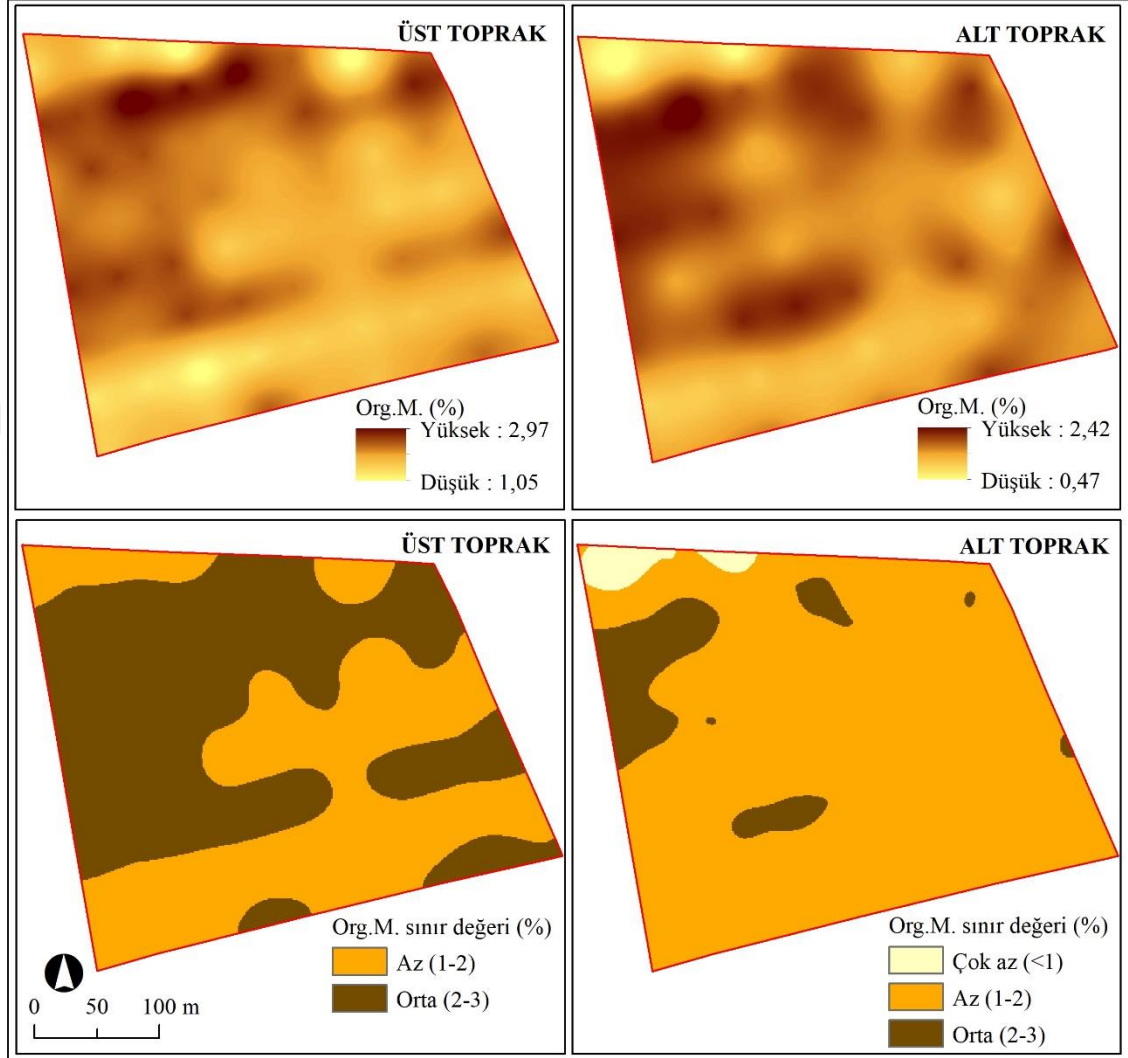 ÜST TOPRAK
Org.M. (%)
Yüksek : 2,97
Düşük : 1,05
ALT TOPRAK
Org.M. (%)
Yüksek : 2,42
Düşük : 0,47
ÜST TOPRAK
Org.M. sınır değeri (%)
Az (1-2)
Orta (2-3)
0 50 100 m
ALT TOPRAK
Org.M. sınır değeri (%)
Çok az (<1)
Az (1-2)
Orta (2-3)